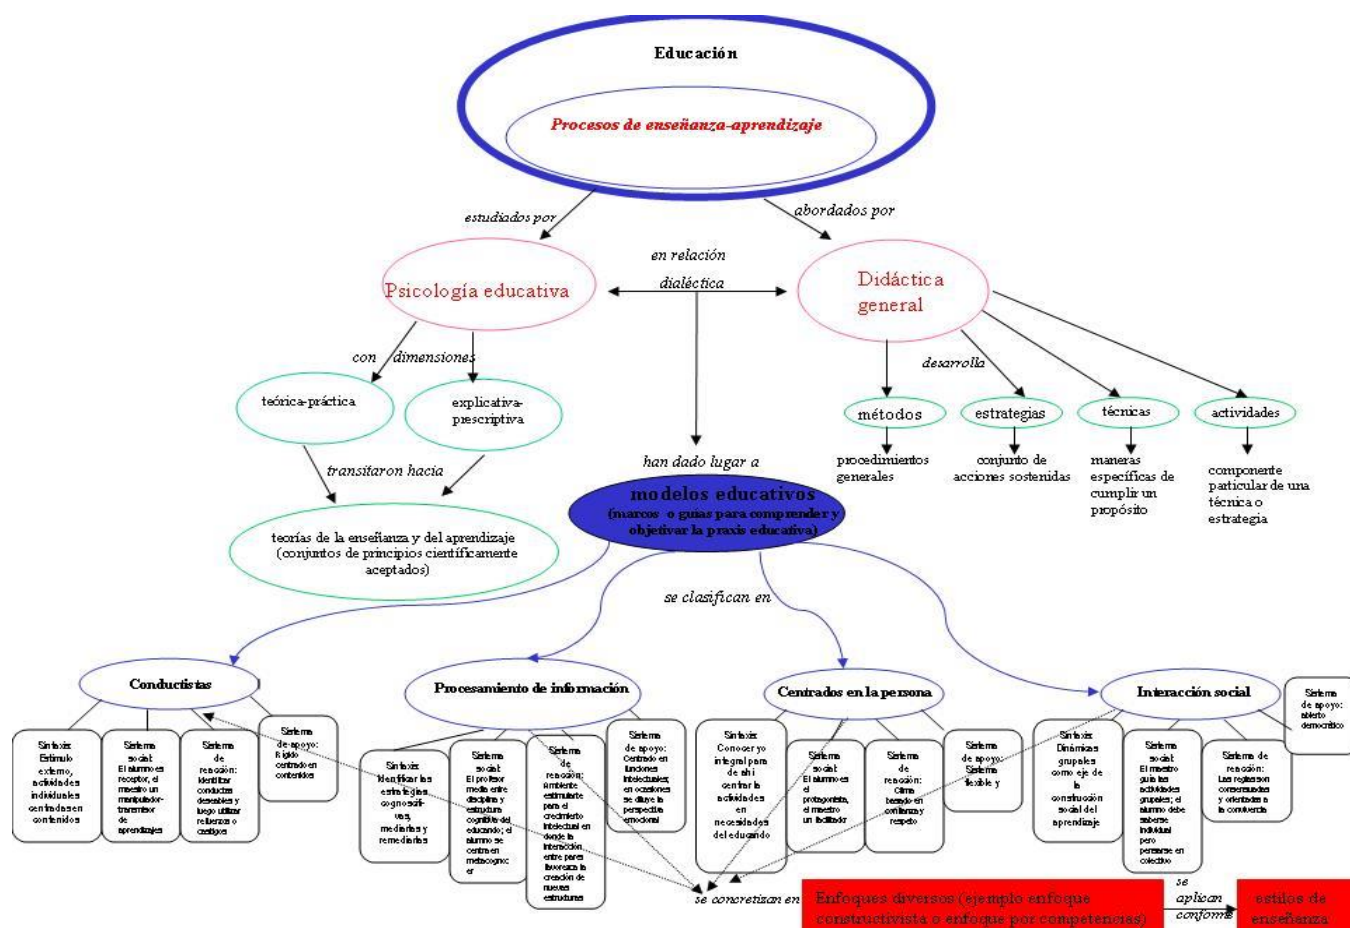 Educación
Procesos de enseñanza-aprendizaje
estudiados por
abordados por
en relación
dialéctica
Psicología educativa
Didáctica
general
con dimensiones
desarrolla
teórica-práctica
explicativa-
prescriptiva
métodos
estrategias
técnicas
actividades
procedimientos
generales
conjunto de
acciones sostenidas
maneras
específicas de
cumplir un
propósito
componente
particular de una
técnica o
estrategia
transitaron hacia
han dado lugar a
modelos educativos
(marcos o guías para comprender y
objetivar la praxis educativa)
teorías de la enseñanza y del aprendizaje
(conjuntos de principios científicamente
aceptados)
se clasifican en
Conductistas
Procesamiento de información
Centrados en la persona
Interacción social
Sintaxis:
Estímulo
externo,
actividades
individuales
centradas en
contenidos
Sistema
social:
El alumno es
receptor, el
maestro un
manipulador-
transmisor
de
aprendizajes
Sistema
de
reacción:
Identificar
conductas
deseables y
luego utilizar
refuerzos o
castigos
Sistema
de-apoyo:
Rígido
centrado en
contenidos
Sintaxis:
Identificar las
estrategias
cognosciti-
vas,
mediarlas y
remediarlas
Sistema
social:
El profesor
media entre
disciplina y
estructura
cognitiva del
educando; el
alumno se
centra en
metacognoc
er
Sistema
de
reacción:
Ambiente
estimulante
para el
crecimiento
intelectual en
donde la
interacción
entre pares
favorezca la
creación de
nuevas
estructuras
Sistema
de apoyo:
Centrado en
funciones
intelectuales;
en ocasiones
se diluye la
perspectiva
emocional
Sintaxis:
Conocer yo
integral para
de ahí
centrar la
actividades
en
necesidades
del educando
Sistema
social:
El alumno es
el
protagonista,
el maestro
un facilitador
Sistema
de
reacción:
Clima
basado en
confianza y
respeto
Sistema
de apoyo:
Sistema
flexible y
Sintaxis:
Dinámicas
grupales
como eje de
la
construcción
social del
aprendizaje
Sistema
social:
El maestro
guía las
actividades
grupales; el
alumno debe
saberse
individual
pero
pensarse en
colectivo
Sistema de
reacción:
Las reglas son
consensuadas
y orientadas a
la convivencia
Sistema
de apoyo:
abierto
democrático
se concretizan en
Enfoques diversos (ejemplo enfoque
constructivista o enfoque por competencias)
se
aplican
conforme
estilos de
enseñanza